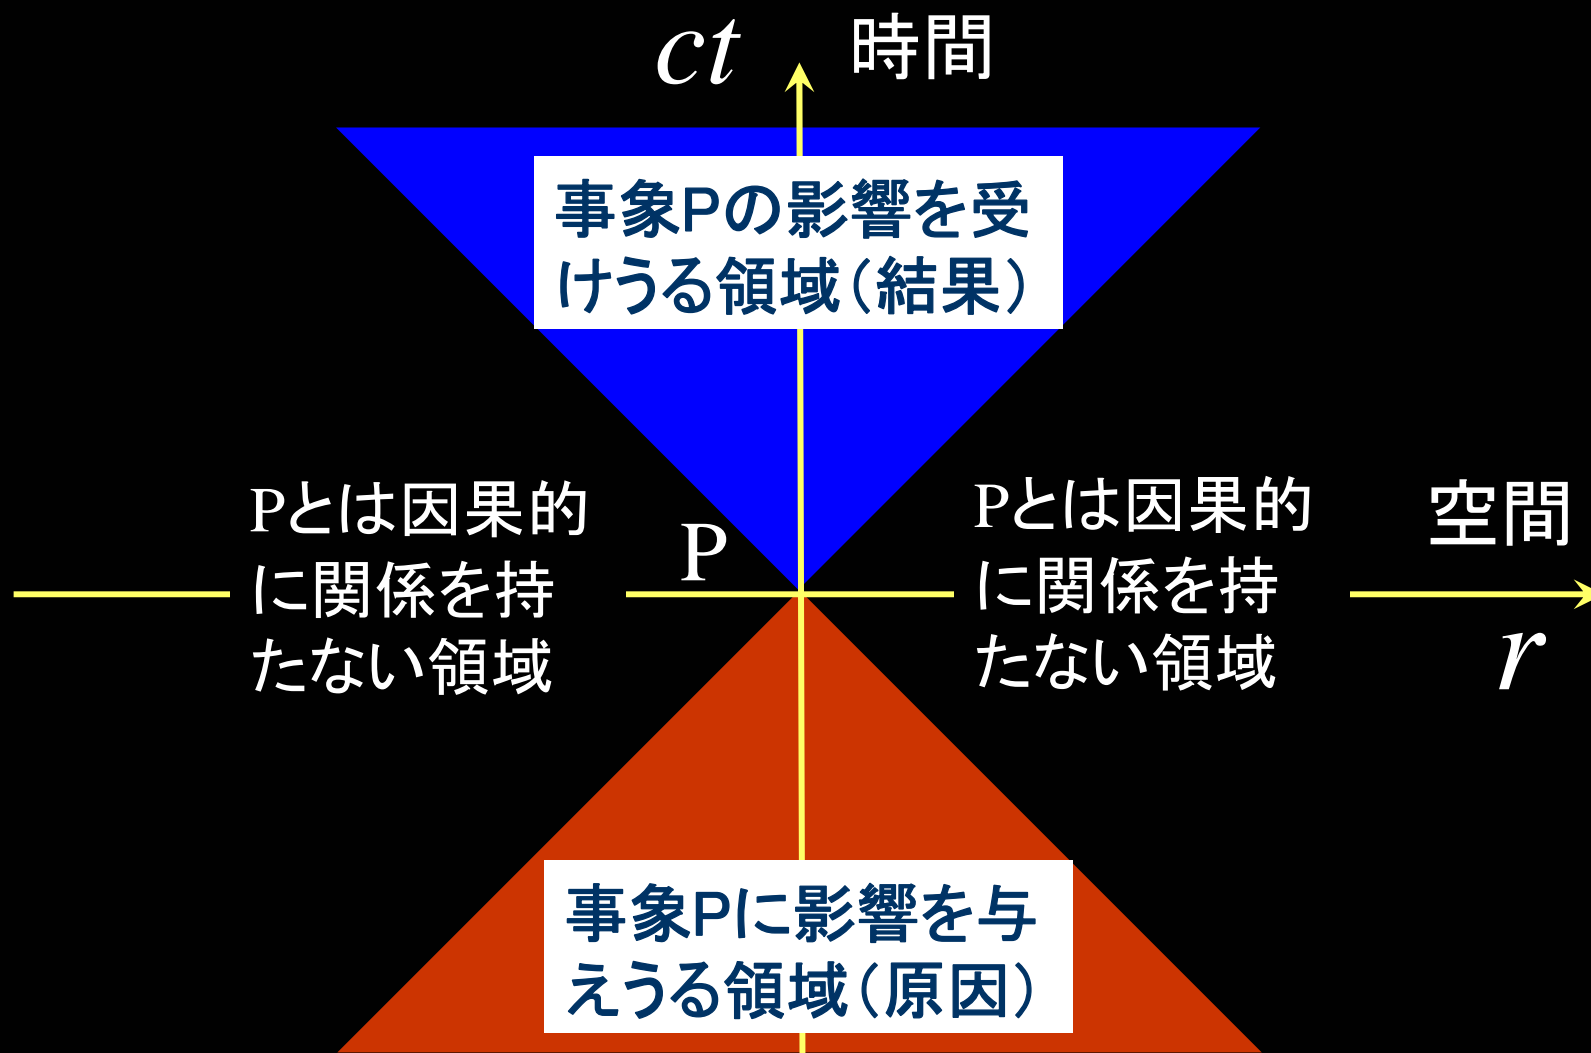 ct 時間
事象Pの影響を受
けうる領域（結果）
Pとは因果的
に関係を持
たない領域
P
Pとは因果的
に関係を持
たない領域
空間
r
事象Pに影響を与
えうる領域（原因）